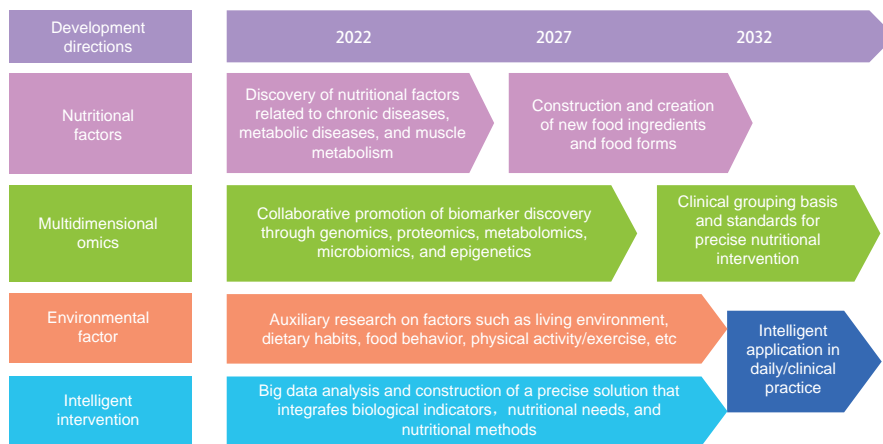 Development
directions
2022 2027 2032
Nutritional
factors
Discovery of nutritional factors
related to chronic diseases,
metabolic diseases, and muscle
metabolism
Construction and creation
of new food ingredients
and food forms
Multidimensional
omics
Collaborative promotion of biomarker discovery
through genomics, proteomics, metabolomics,
microbiomics, and epigenetics
Clinical grouping basis
and standards for
precise nutritional
intervention
Environmental
factor
Auxiliary research on factors such as living environment,
dietary habits, food behavior, physical activity/exercise, etc
Intelligent
intervention
Big data analysis and construction of a precise solution that
integrafes biological indicators，nutritional needs, and
nutritional methods
Intelligent
application in
daily/clinical
practice